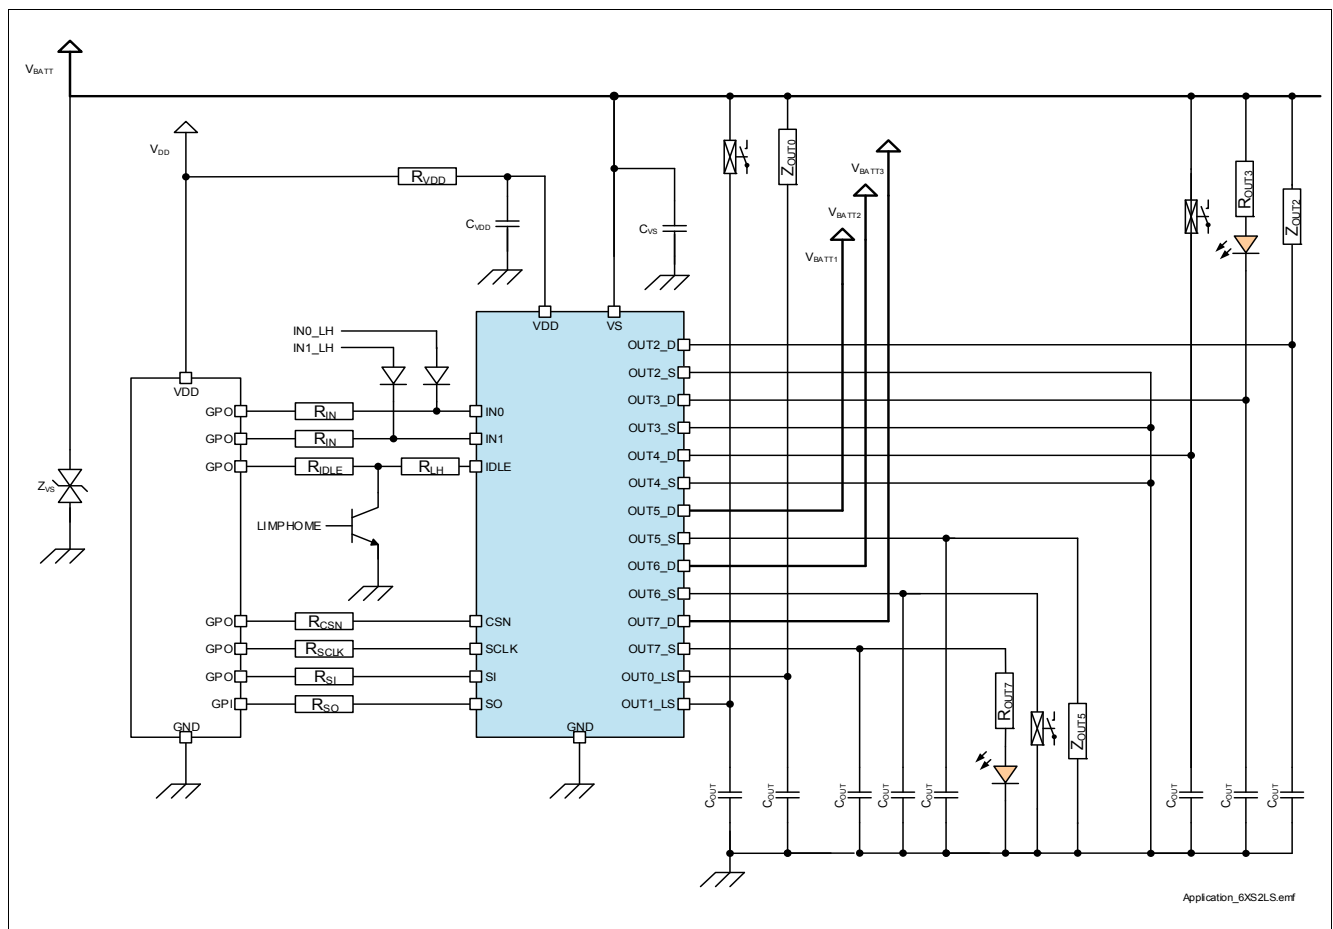 VBATT
VDD
RVDD
CVDD
CVS
ZOUT0
VBATT3
VBATT2
VBATT1
ROUT3
ZOUT2
IN0_LH
IN1_LH
VDD
VS
VDD
GPO
RIN
IN0
GPO
RIN
IN1
GPO
RIDLE
RLH
IDLE
ZVS
LIMPHOME
GPO
RCSN
CSN
GPO
RSCLK
SCLK
GPO
RSI
SI
GPI
RSO
SO
GND
GND
OUT2_D
OUT2_S
OUT3_D
OUT3_S
OUT4_D
OUT4_S
OUT5_D
OUT5_S
OUT6_D
OUT6_S
OUT7_D
OUT7_S
OUT0_LS
OUT1_LS
ROUT7
ZOUT5
COUT
COUT
COUT
COUT
COUT
COUT
COUT
COUT
Application_6XS2LS.emf